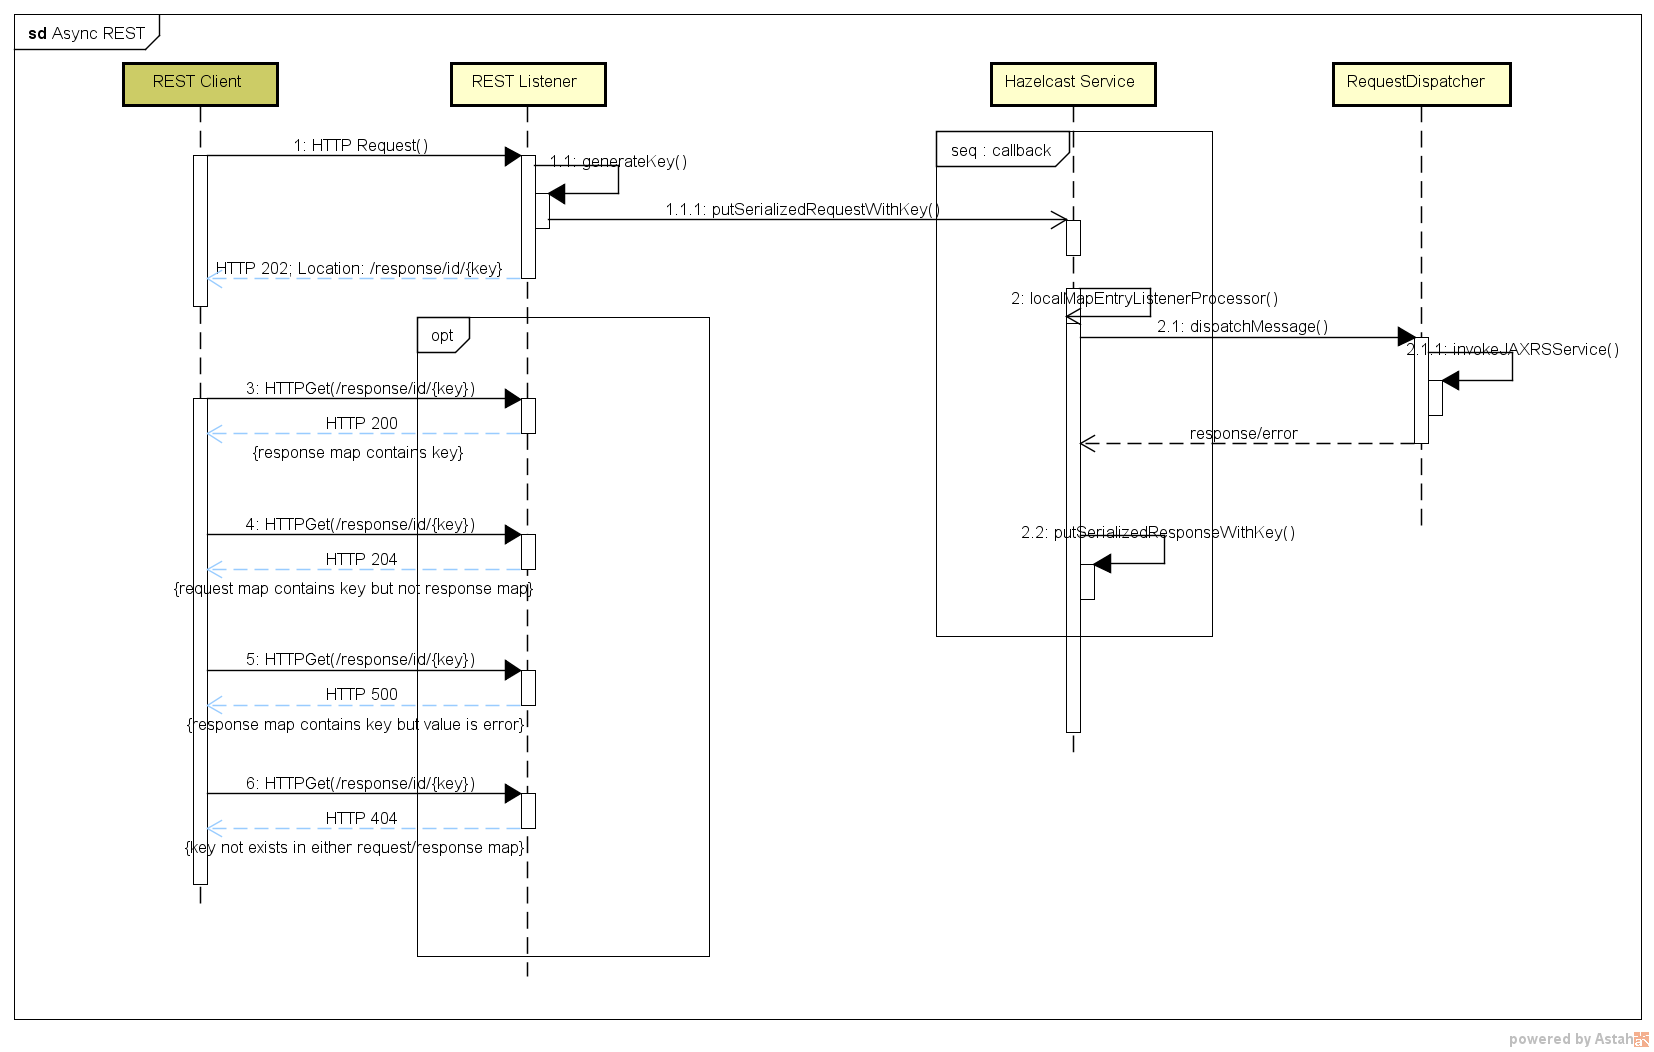 sd Async REST
REST Client
REST Listener
Hazelcast Service
RequestDispatcher
1: HTTP Request()
seq : callback
1.1: generateKey()
1.1.1: putSerializedRequestWithKey()
HTTP 202; Location: /response/id/{key}
2: localMapEntryListenerProcessor()
2.1: dispatchMessage()
opt
2.1.1: invokeJAXRSService()
3: HTTPGet(/response/id/{key})
HTTP 200
response/error
{response map contains key}
4: HTTPGet(/response/id/{key})
2.2: putSerializedResponseWithKey()
HTTP 204
{request map contains key but not response map}
5: HTTPGet(/response/id/{key})
HTTP 500
{response map contains key but value is error}
6: HTTPGet(/response/id/{key})
HTTP 404
{key not exists in either request/response map}
powered by Astah